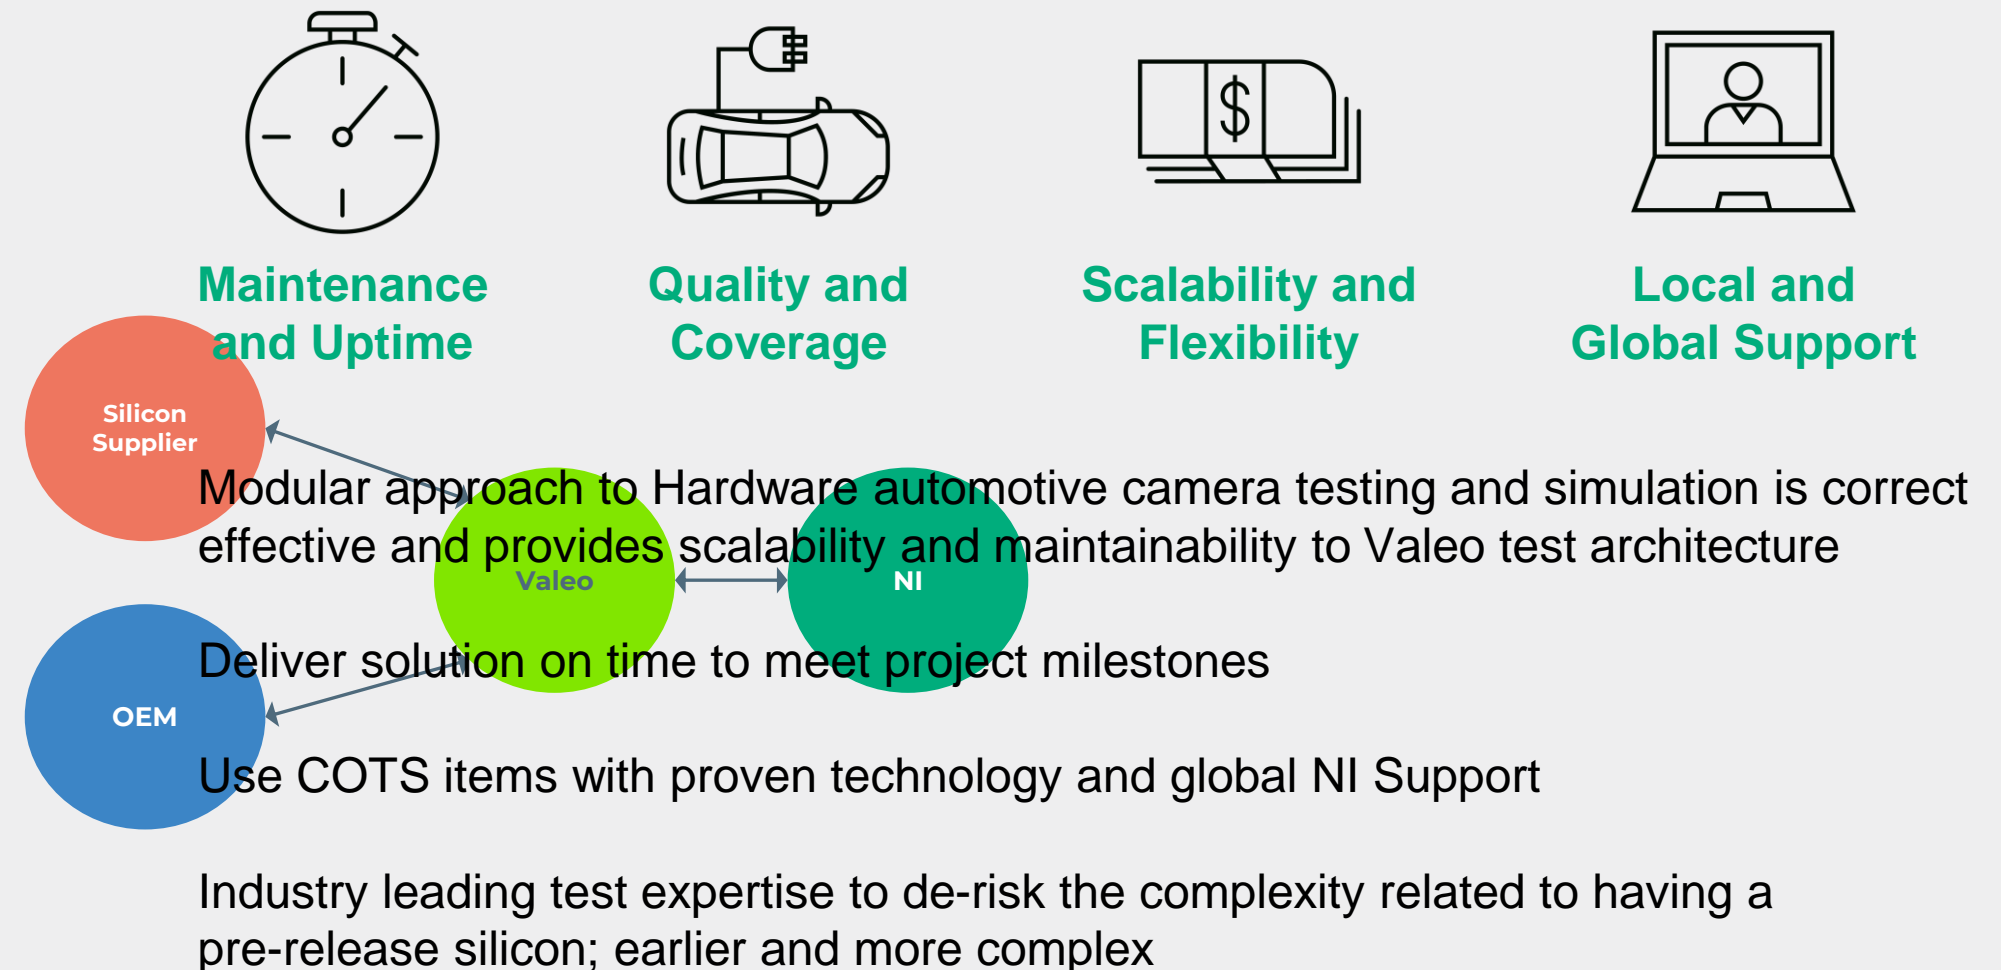 $
Maintenance
and Uptime
Quality and
Coverage
Scalability and
Flexibility
Local and
Global Support
Silicon
Supplier
Modular approach to Hardware automotive camera testing and simulation is correct
effective and provides scalability and maintainability to Valeo test architecture
Valeo
NI
Deliver solution on time to meet project milestones
OEM
Use COTS items with proven technology and global NI Support
Industry leading test expertise to de-risk the complexity related to having a
pre-release silicon; earlier and more complex